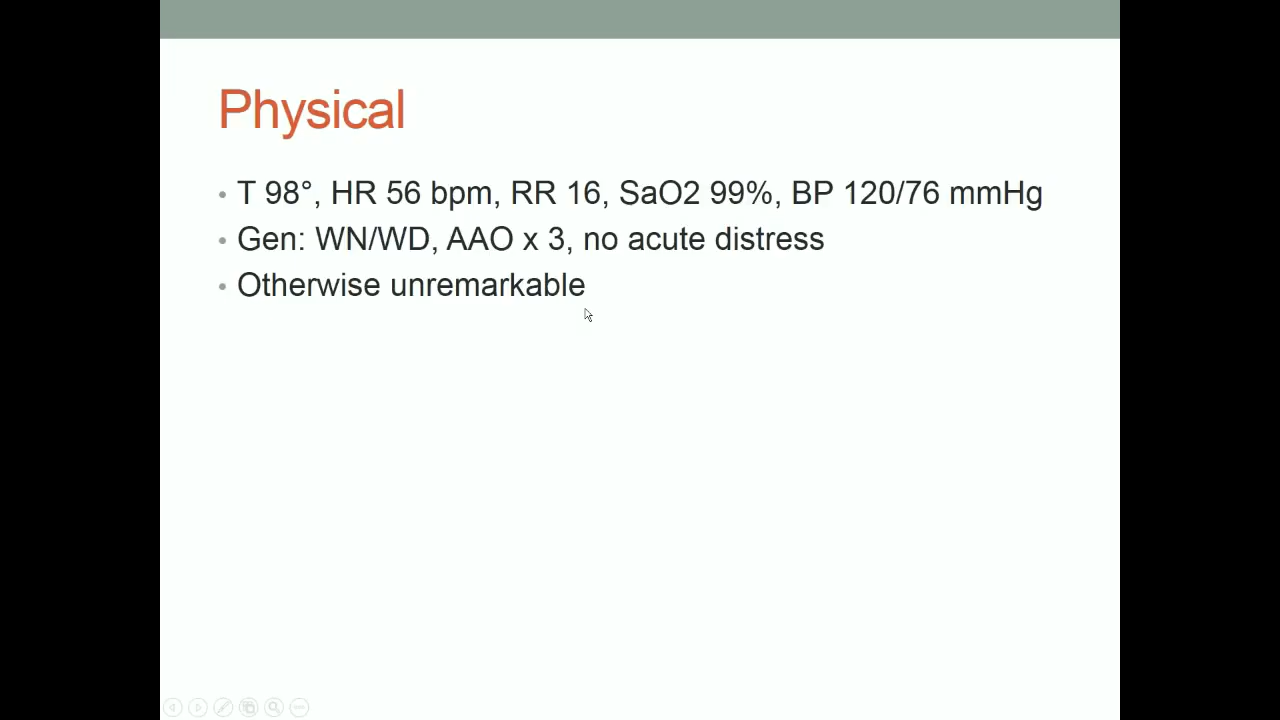 Physical
• T 98°, HR 56 bpm, RR 16, SaO2 99%, BP 120/76 mmHg
• Gen: WN/WD, AAO x 3, no acute distress
• Otherwise unremarkable